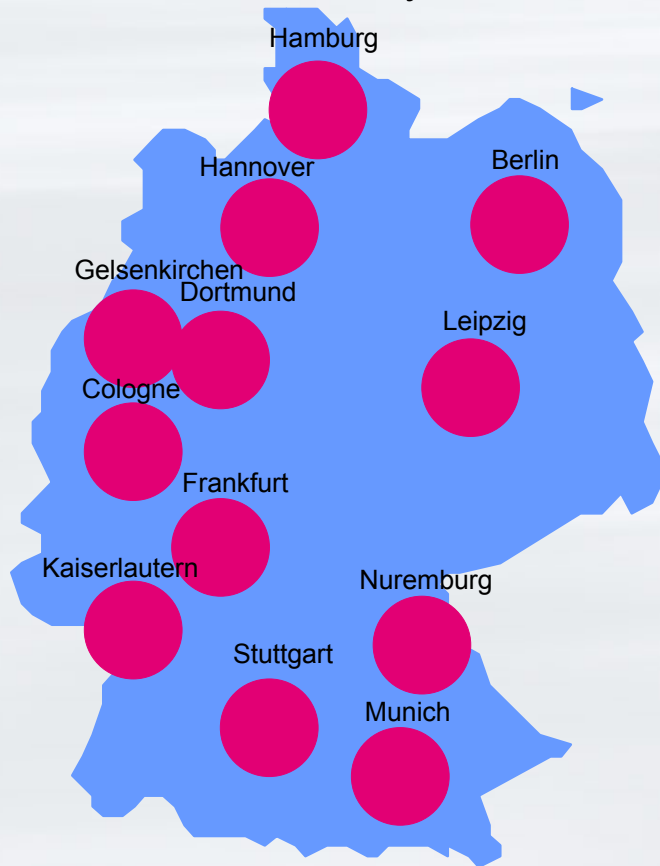 Hamburg
Hannover
Berlin
Gelsenkirchen
Dortmund
Leipzig
Cologne
Frankfurt
Kaiserlautern
Nuremburg
Stuttgart
Munich